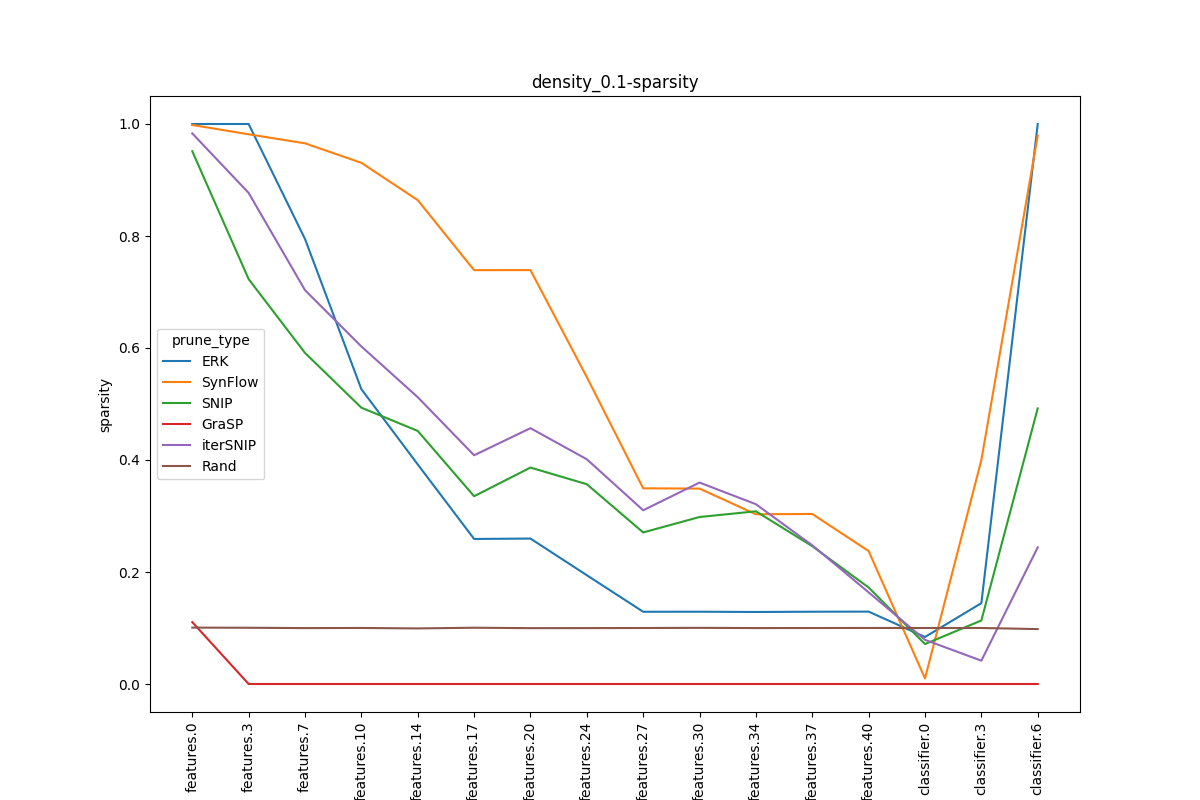 density_0.1-sparsity
1.0
0.8
0.6
0.4
0.2
0.0
sparsity
prune_type
ERK
SynFlow
SNIP
GraSP
iterSNIP
Rand
features.0
features.3
features.7
features.10
features.14
features.17
features.20
features.24
features.27
features.30
features.34
features.37
features.40
classifier.0
classifier.3
classifier.6